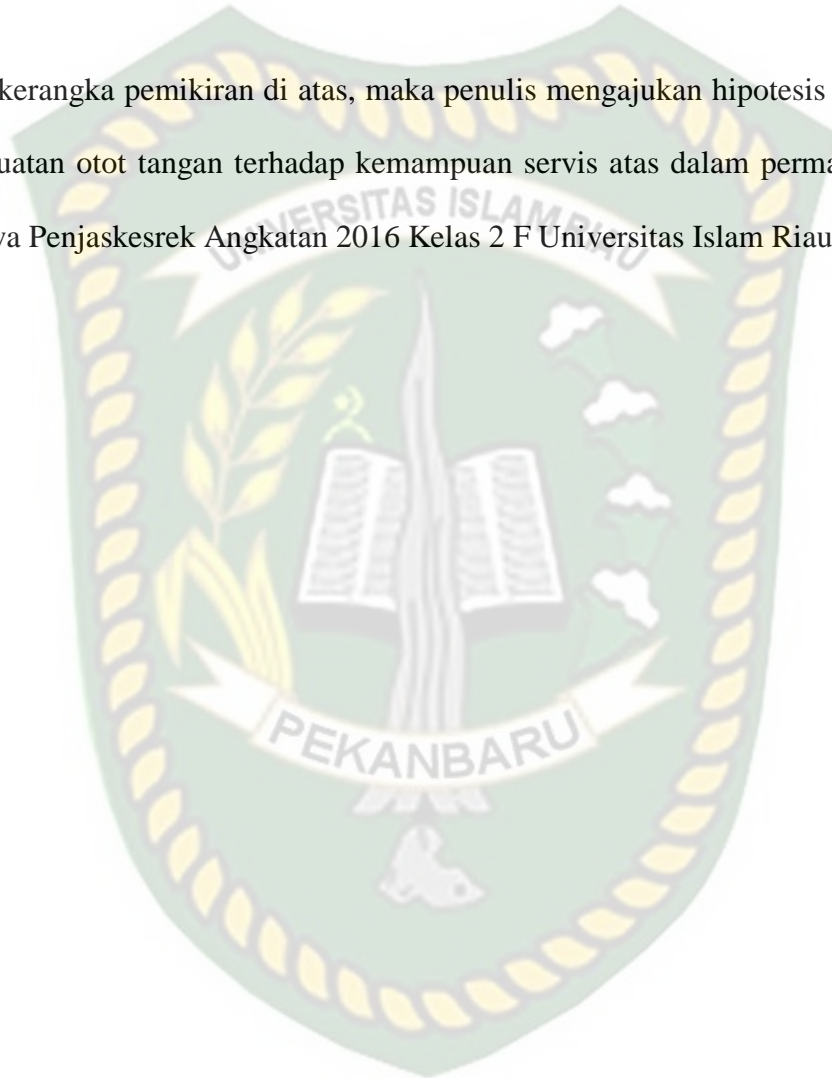 kerangka pemikiran di atas, maka penulis mengajukan hipotesis
uatan otot tangan terhadap kemampuan servis atas dalam perma
va Penjaskesrek Angkatan 2016 Kelas 2 F Universitas Islam Riau
UNIVERSITAS ISLAM RIAU
PEKANBARU